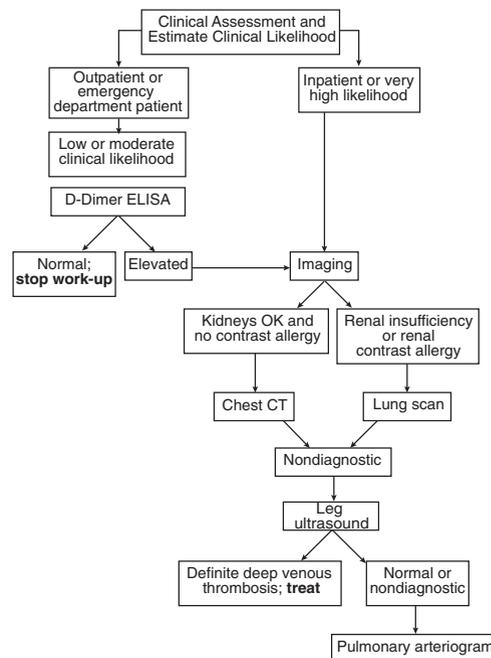 Clinical Assessment and
Estimate Clinical Likelihood
Outpatient or
emergency
department patient
Inpatient or very
high likelihood
Low or moderate
clinical likelihood
D-Dimer ELISA
Normal;
stop work-up
Elevated
Imaging
Kidneys OK and
no contrast allergy
Renal insufficiency
or renal
contrast allergy
Chest CT
Lung scan
Nondiagnostic
Leg
ultrasound
Definite deep venous
thrombosis; treat
Normal or
nondiagnostic
Pulmonary arteriogram